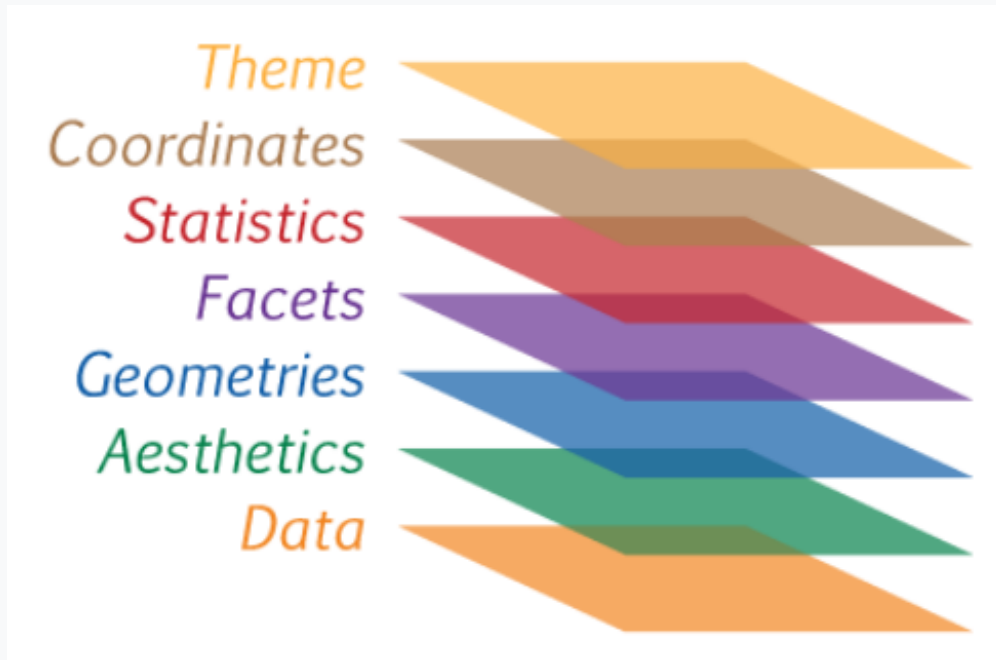 Theme
Coordinates
Statistics
Facets
Geometries
Aesthetics
Data